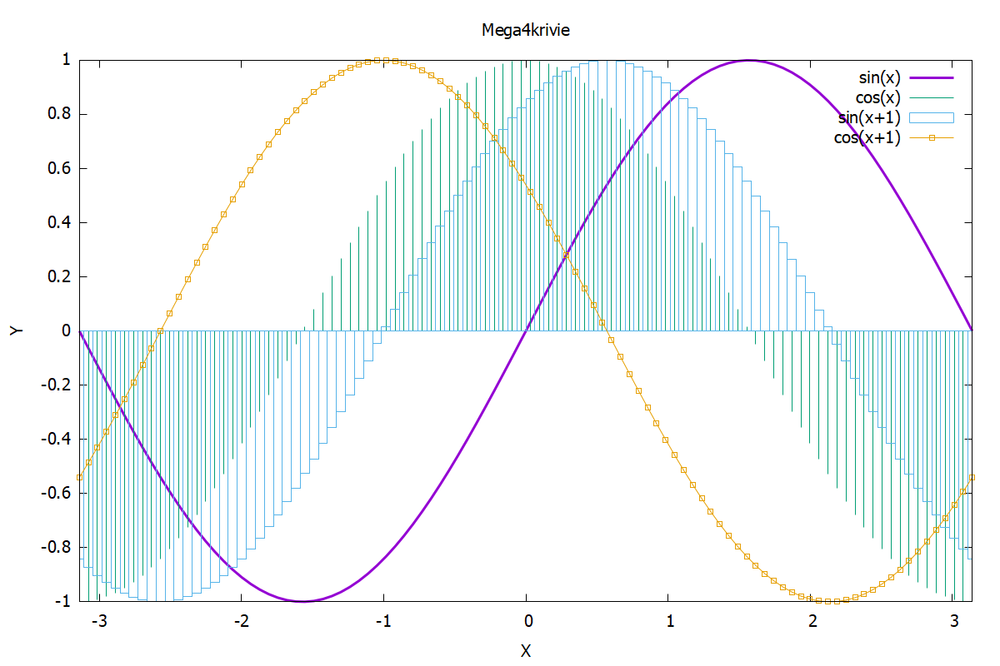 Mega4krivie
1
0.8
0.6
0.4
0.2
0
-0.2
-0.4
-0.6
-0.8
-1
Y
sin(x)
cos(x)
sin(x+1)
cos(x+1)
-3 -2 -1 0 1 2 3
X